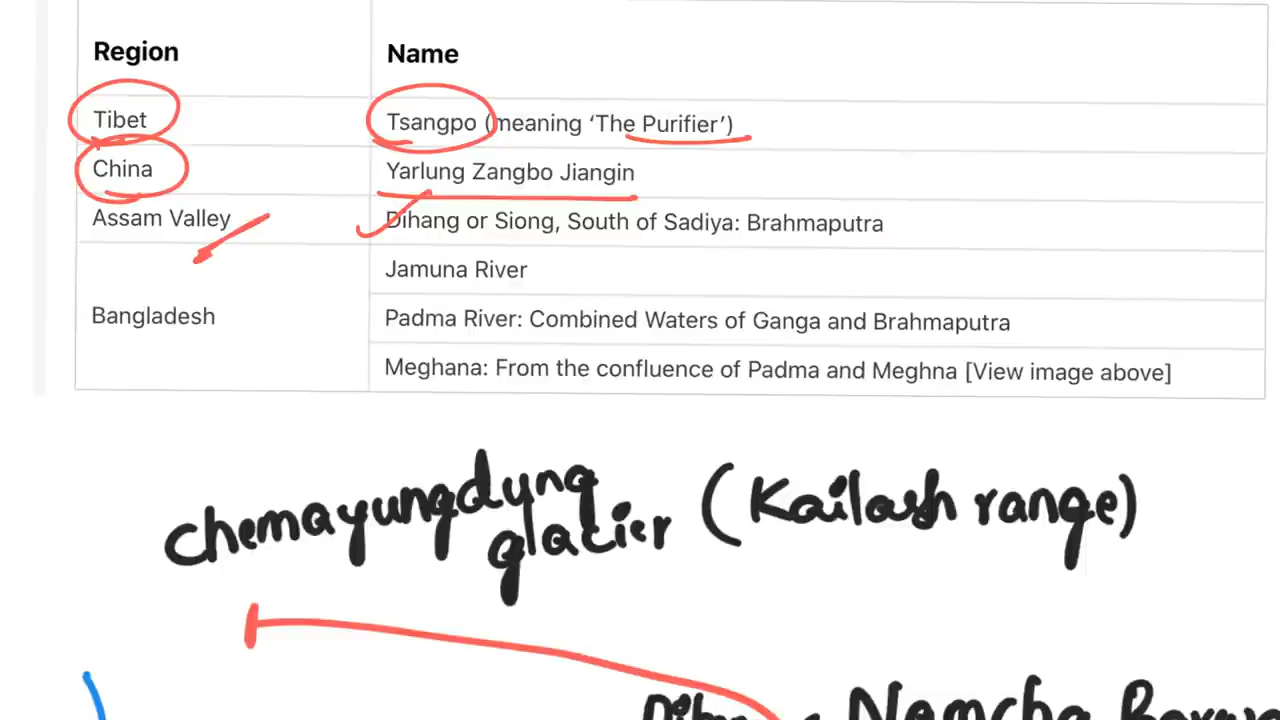 Region Name
Tibet Tsangpo (meaning ‘The Purifier’)
China Yarlung Zangbo Jiangin
Assam Valley Dihang or Siong, South of Sadiya: Brahmaputra
Jamuna River
Bangladesh Padma River: Combined Waters of Ganga and Brahmaputra
Meghana: From the confluence of Padma and Meghna [View image above]
chemayungdung (Kailash range)
glacier
Namcha